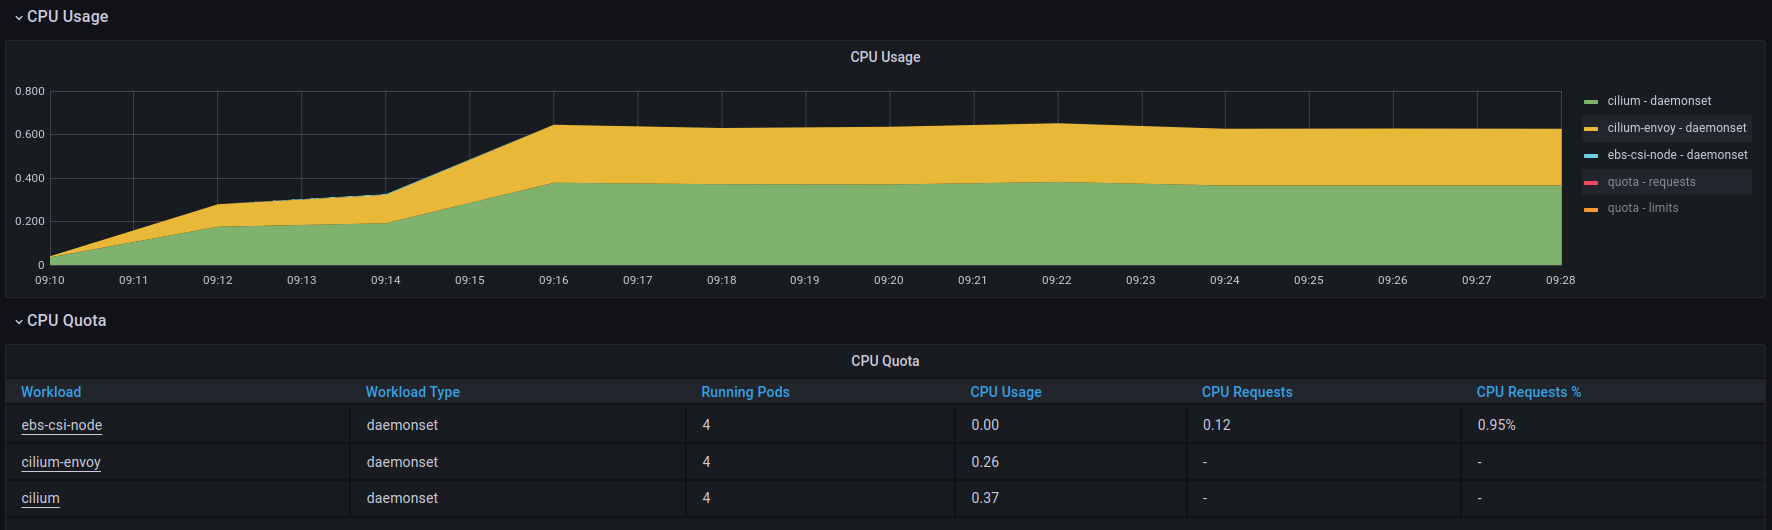 CPU Usage
CPU Usage
0.800
0.600
0.400
0.200
0
09:10 09:11 09:12 09:13 09:14 09:15 09:16 09:17 09:18 09:19 09:20 09:21 09:22 09:23 09:24 09:25 09:26 09:27 09:28
cilium - daemonset
cilium-envoy - daemonset
ebs-csi-node - daemonset
quota - requests
quota - limits
CPU Quota
CPU Quota
Workload Workload Type Running Pods CPU Usage CPU Requests CPU Requests %
ebs-csi-node daemonset 4 0.00 0.12 0.95%
cilium-envoy daemonset 4 0.26 - -
cilium daemonset 4 0.37 - -